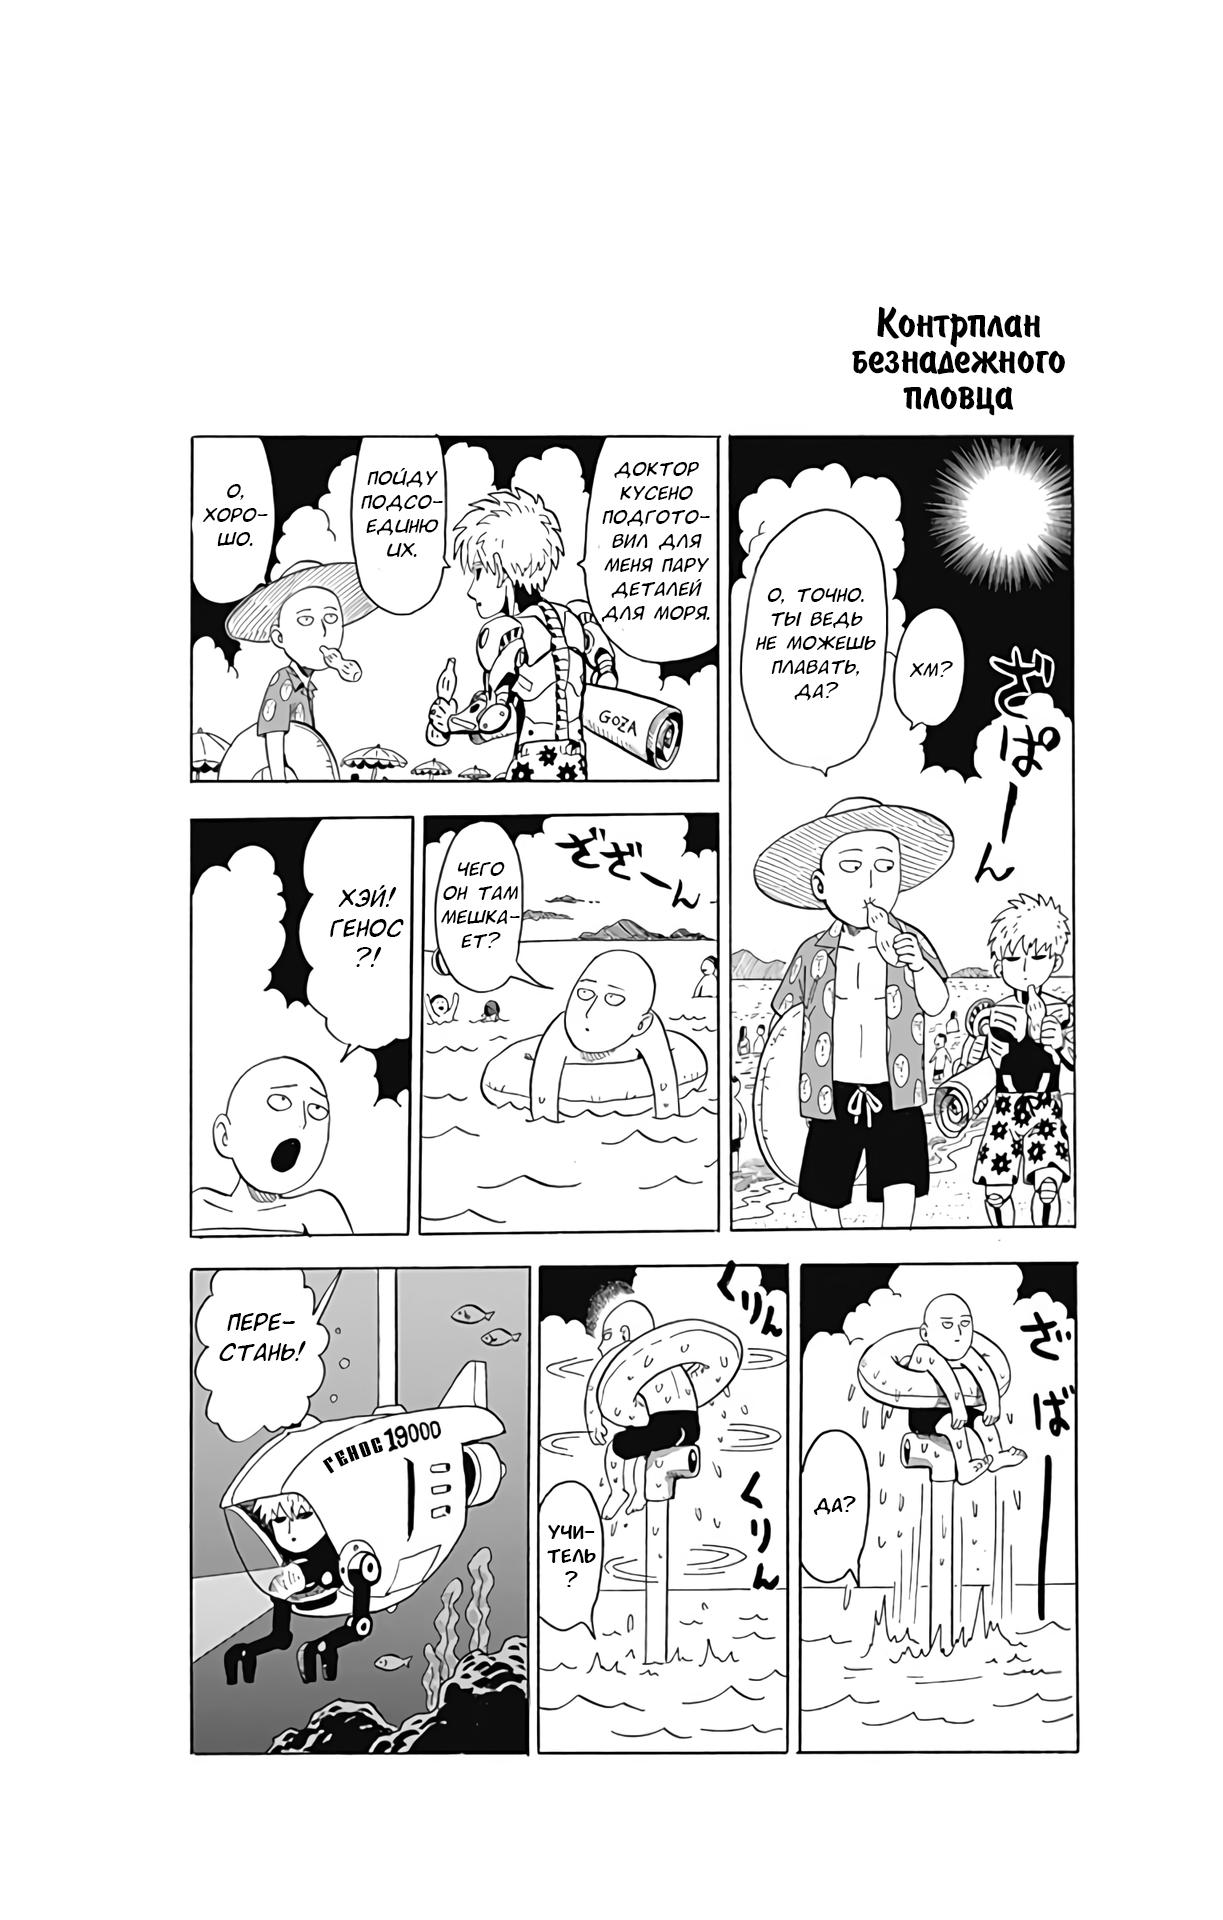 Контрплан
безнадежного
пловца
ХМ?
О, ТОЧНО.
ТЫ ВЕДЬ
НЕ МОЖЕШЬ
ПЛАВАТЬ,
ДА?
ざぱーん
ДОКТОР
КУСЕНО
ПОДГОТО-
ВИЛ ДЛЯ
МЕНЯ ПАРУ
ДЕТАЛЕЙ
ДЛЯ МОРЯ.
ПОЙДУ
ПОДСО-
ЕДИНЮ
ИХ.
О,
ХОРО-
ШО.
GOZA
ЧЕГО
ОН ТАМ
МЕШКА-
ЕТ?
ざざーん
ХЭЙ!
ГЕНОС
?!
ざばー
ДА?
くりん
くりん
УЧИ-
ТЕЛЬ
?
ПЕРЕ-
СТАНЬ!
ГЕНОС 19000